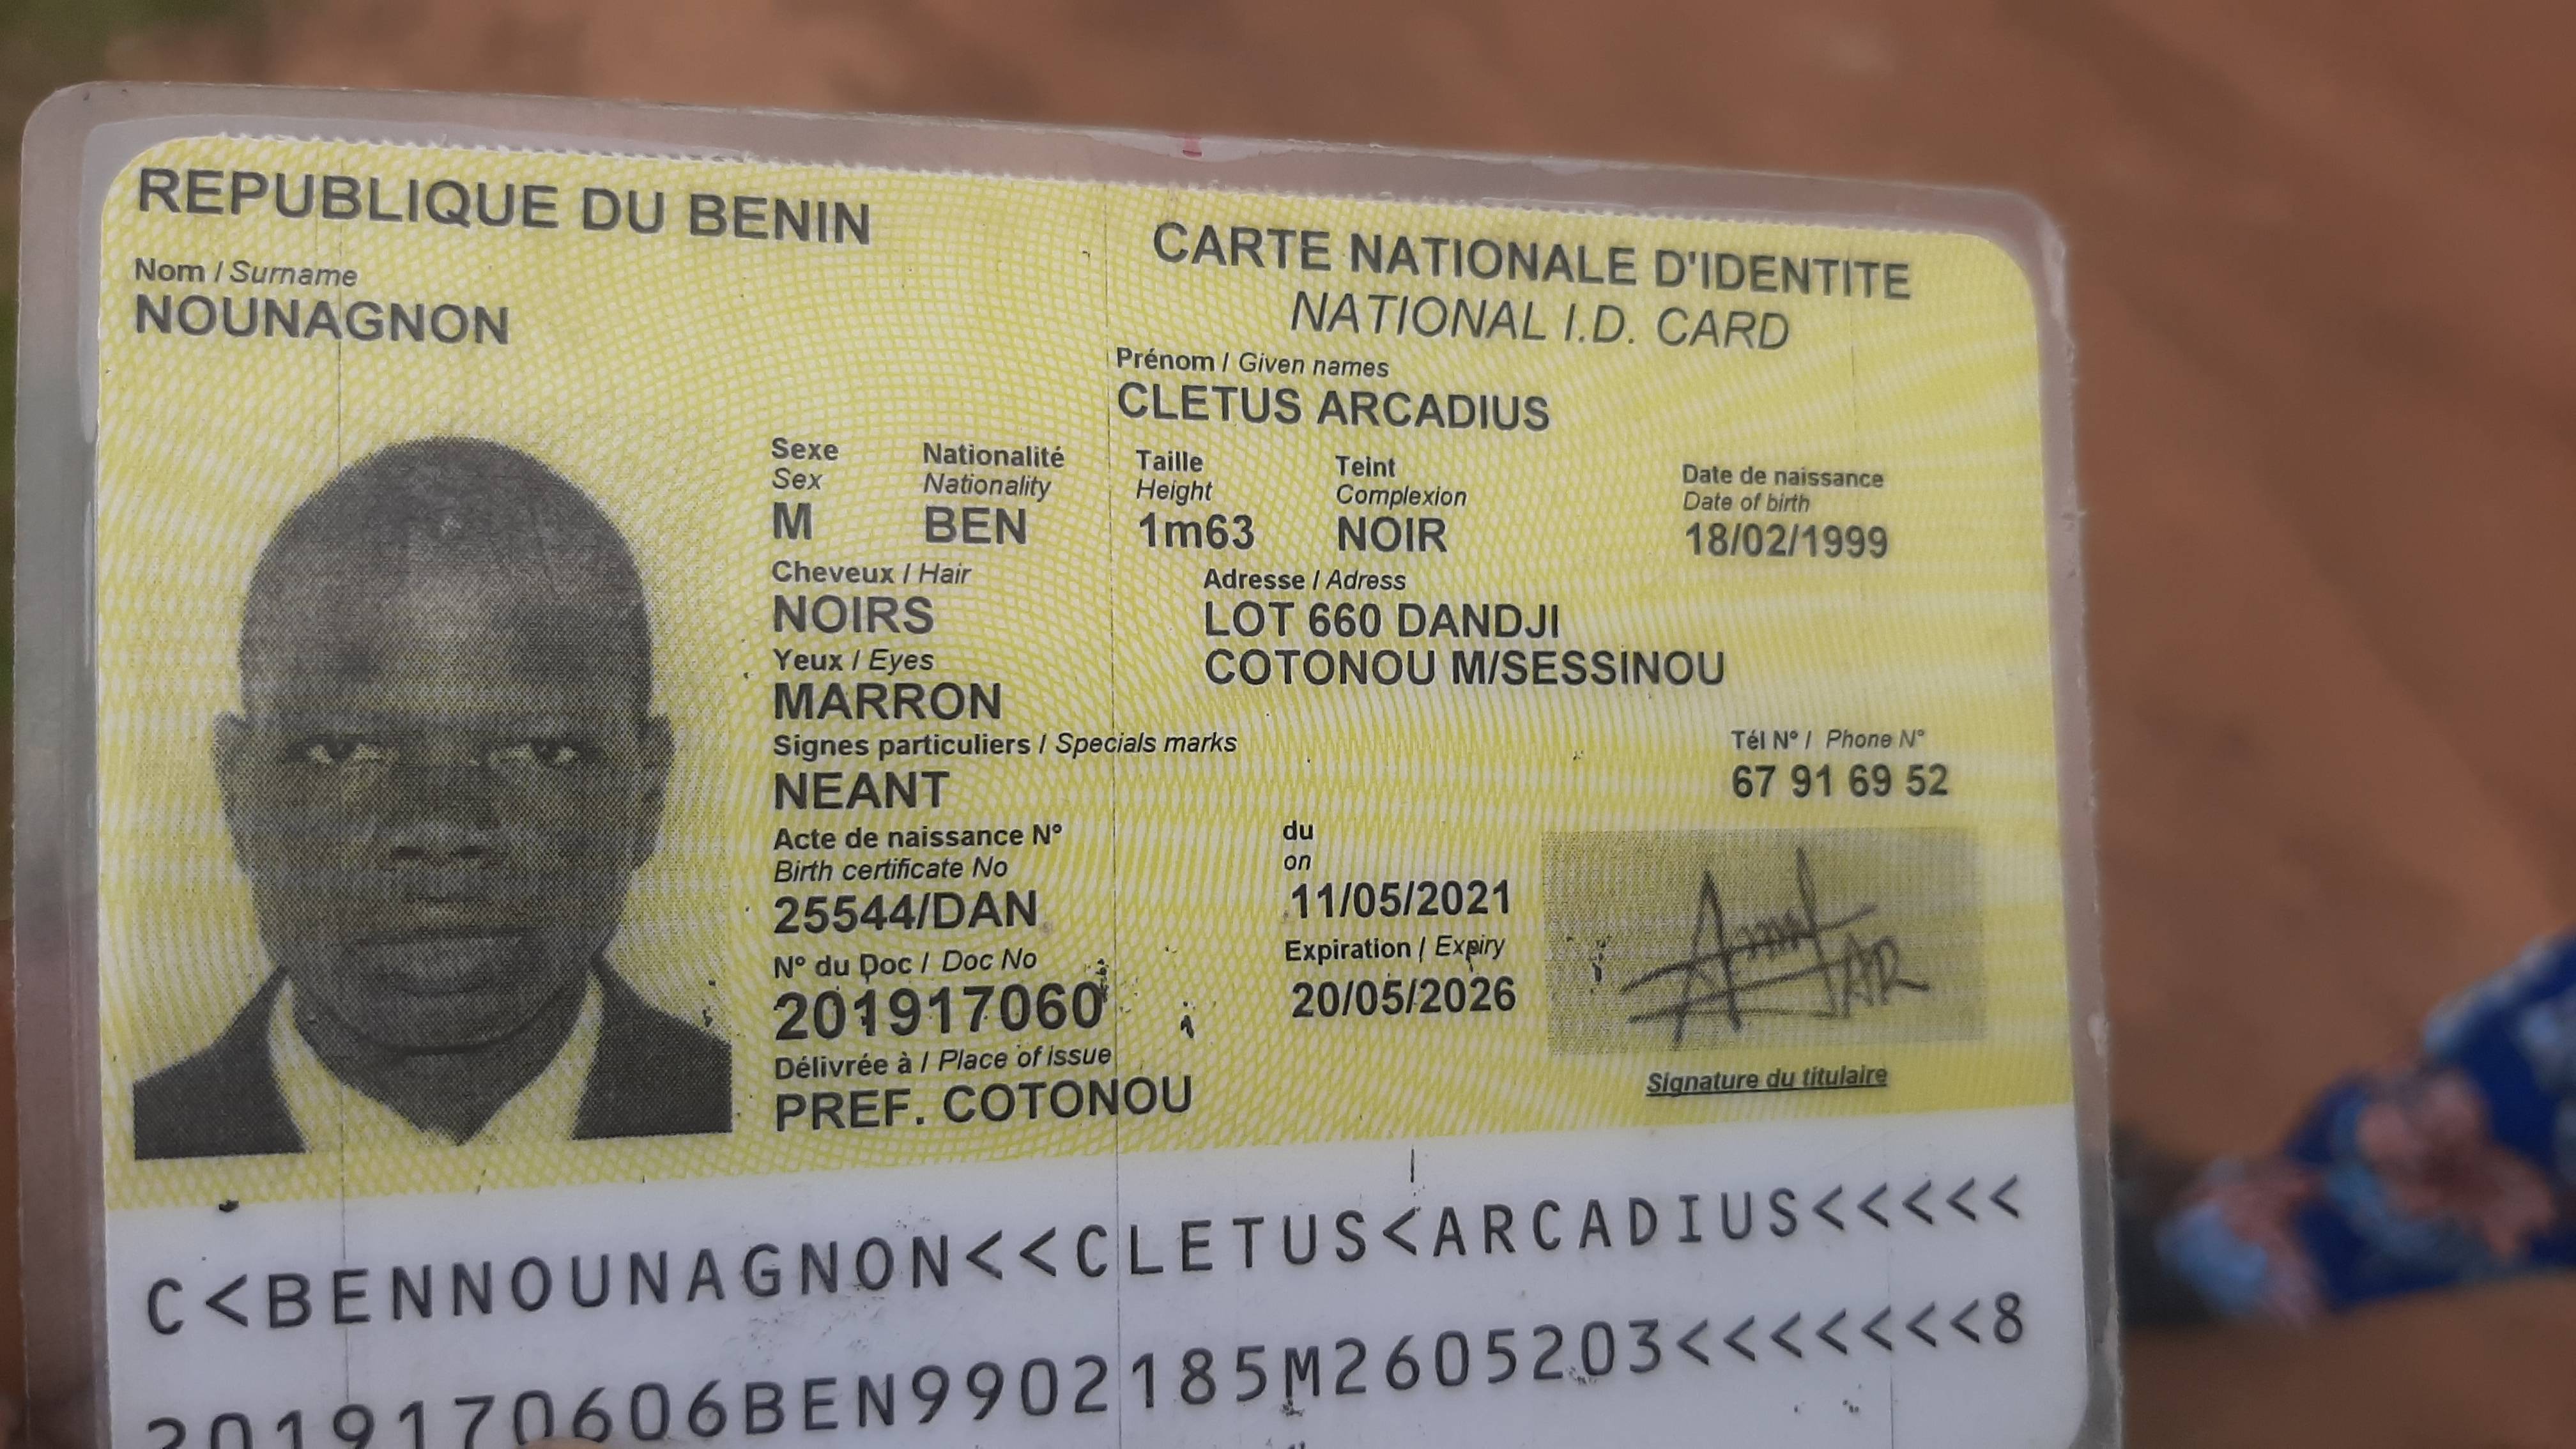 REPUBLIQUE DU BENIN
CARTE NATIONALE D'IDENTITE
NATIONAL I.D. CARD
Nom / Surname
NOUNAGNON
Prénom / Given names
CLETUS ARCADIUS
Sexe Nationalité Taille Teint Date de naissance
Sex Nationality Height Complexion Date of birth
M BEN 1m63 NOIR 18/02/1999
Cheveux / Hair
NOIRS
Adresse / Adress
LOT 660 DANDJI
COTONOU M/SESSINOU
Yeux / Eyes
MARRON
Signes particuliers / Specials marks
NEANT
Tél N° / Phone N°
67 91 69 52
Acte de naissance N° du
Birth certificate No on
25544/DAN 11/05/2021
N° du Doc / Doc No Expiration / Expiry
201917060 20/05/2026
Délivrée à / Place of issue
PREF. COTONOU
Signature du titulaire
C<BENNOUNAGNON<<CLETUS<ARCADIUS<<<<<
2019170606BEN9902185M2605203<<<<<<<8